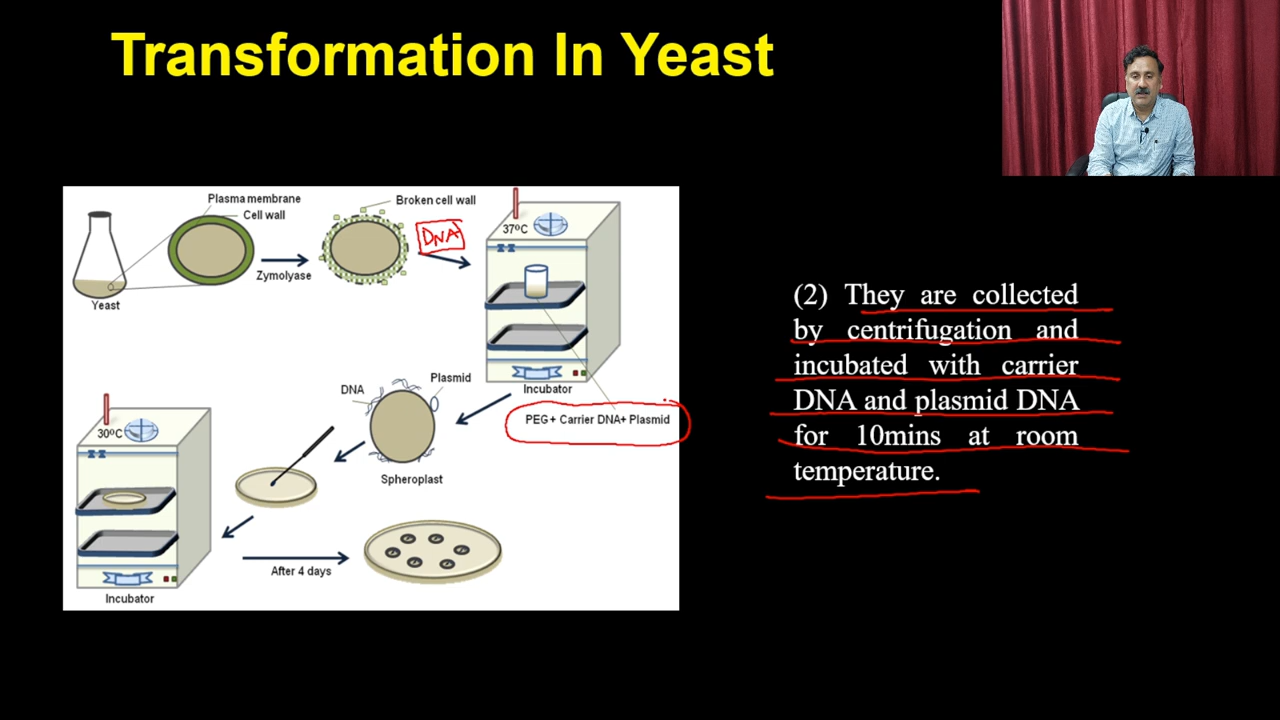 Transformation In Yeast
Plasma membrane
Cell wall
Broken cell wall
DNA
37ºC
Zymolyase
Yeast
Incubator
PEG+ Carrier DNA+ Plasmid
DNA
Plasmid
Spheroplast
30ºC
Incubator
After 4 days
(2) They are collected
by centrifugation and
incubated with carrier
DNA and plasmid DNA
for 10mins at room
temperature.